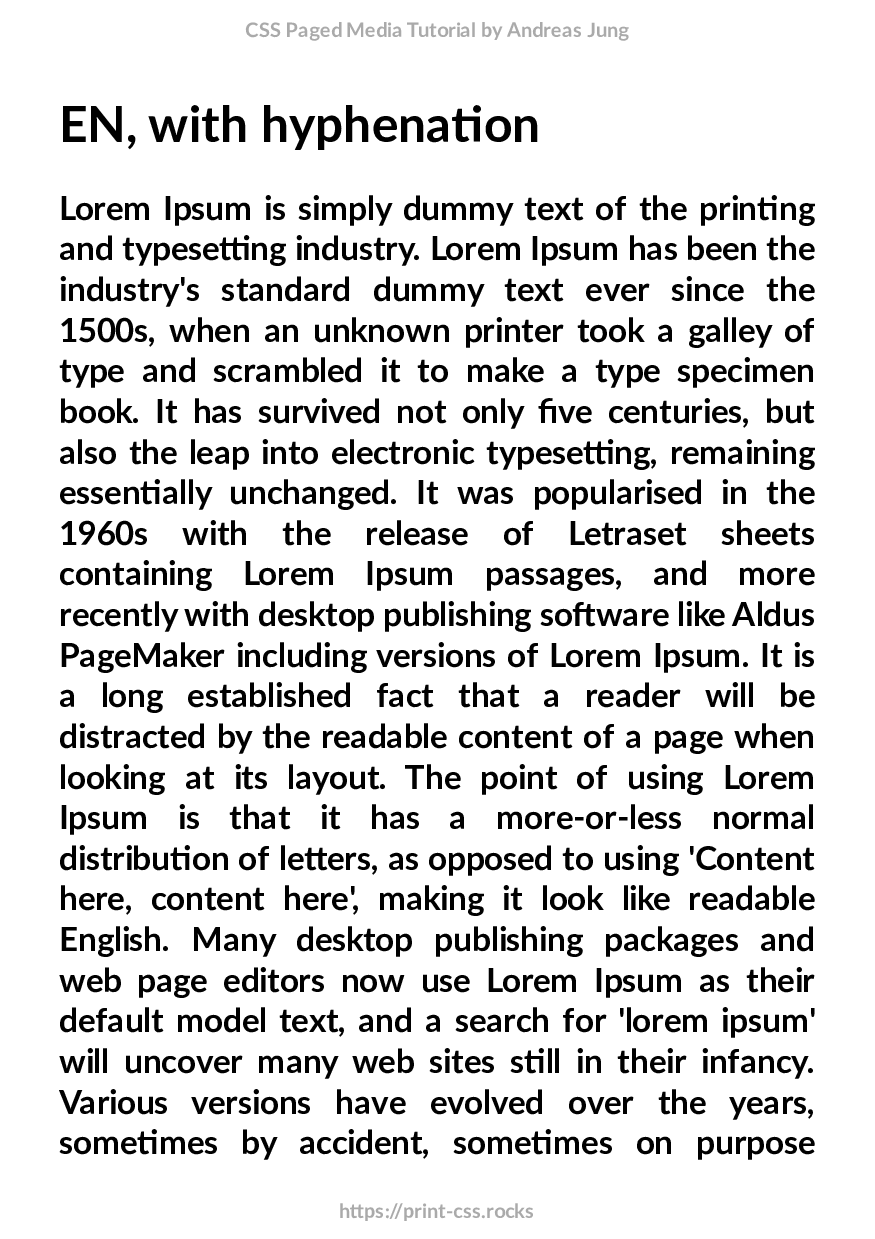 CSS Paged Media Tutorial by Andreas Jung
EN, with hyphenation
Lorem Ipsum is simply dummy text of the printing
and typesetting industry. Lorem Ipsum has been the
industry's standard dummy text ever since the
1500s, when an unknown printer took a galley of
type and scrambled it to make a type specimen
book. It has survived not only five centuries, but
also the leap into electronic typesetting, remaining
essentially unchanged. It was popularised in the
1960s with the release of Letraset sheets
containing Lorem Ipsum passages, and more
recently with desktop publishing software like Aldus
PageMaker including versions of Lorem Ipsum. It is
a long established fact that a reader will be
distracted by the readable content of a page when
looking at its layout. The point of using Lorem
Ipsum is that it has a more-or-less normal
distribution of letters, as opposed to using 'Content
here, content here', making it look like readable
English. Many desktop publishing packages and
web page editors now use Lorem Ipsum as their
default model text, and a search for 'lorem ipsum'
will uncover many web sites still in their infancy.
Various versions have evolved over the years,
sometimes by accident, sometimes on purpose
https://print-css.rocks